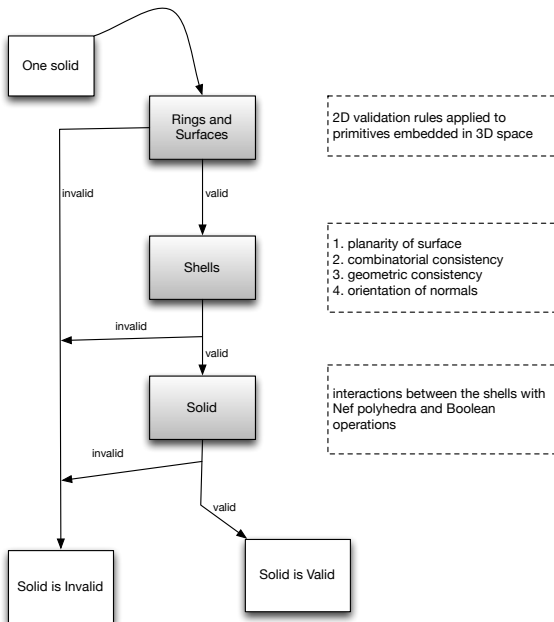 One solid
Rings and
Surfaces
2D validation rules applied to
primitives embedded in 3D space
invalid
valid
Shells
1. planarity of surface
2. combinatorial consistency
3. geometric consistency
4. orientation of normals
invalid
valid
Solid
interactions between the shells with
Nef polyhedra and Boolean
operations
invalid
valid
Solid is Invalid
Solid is Valid